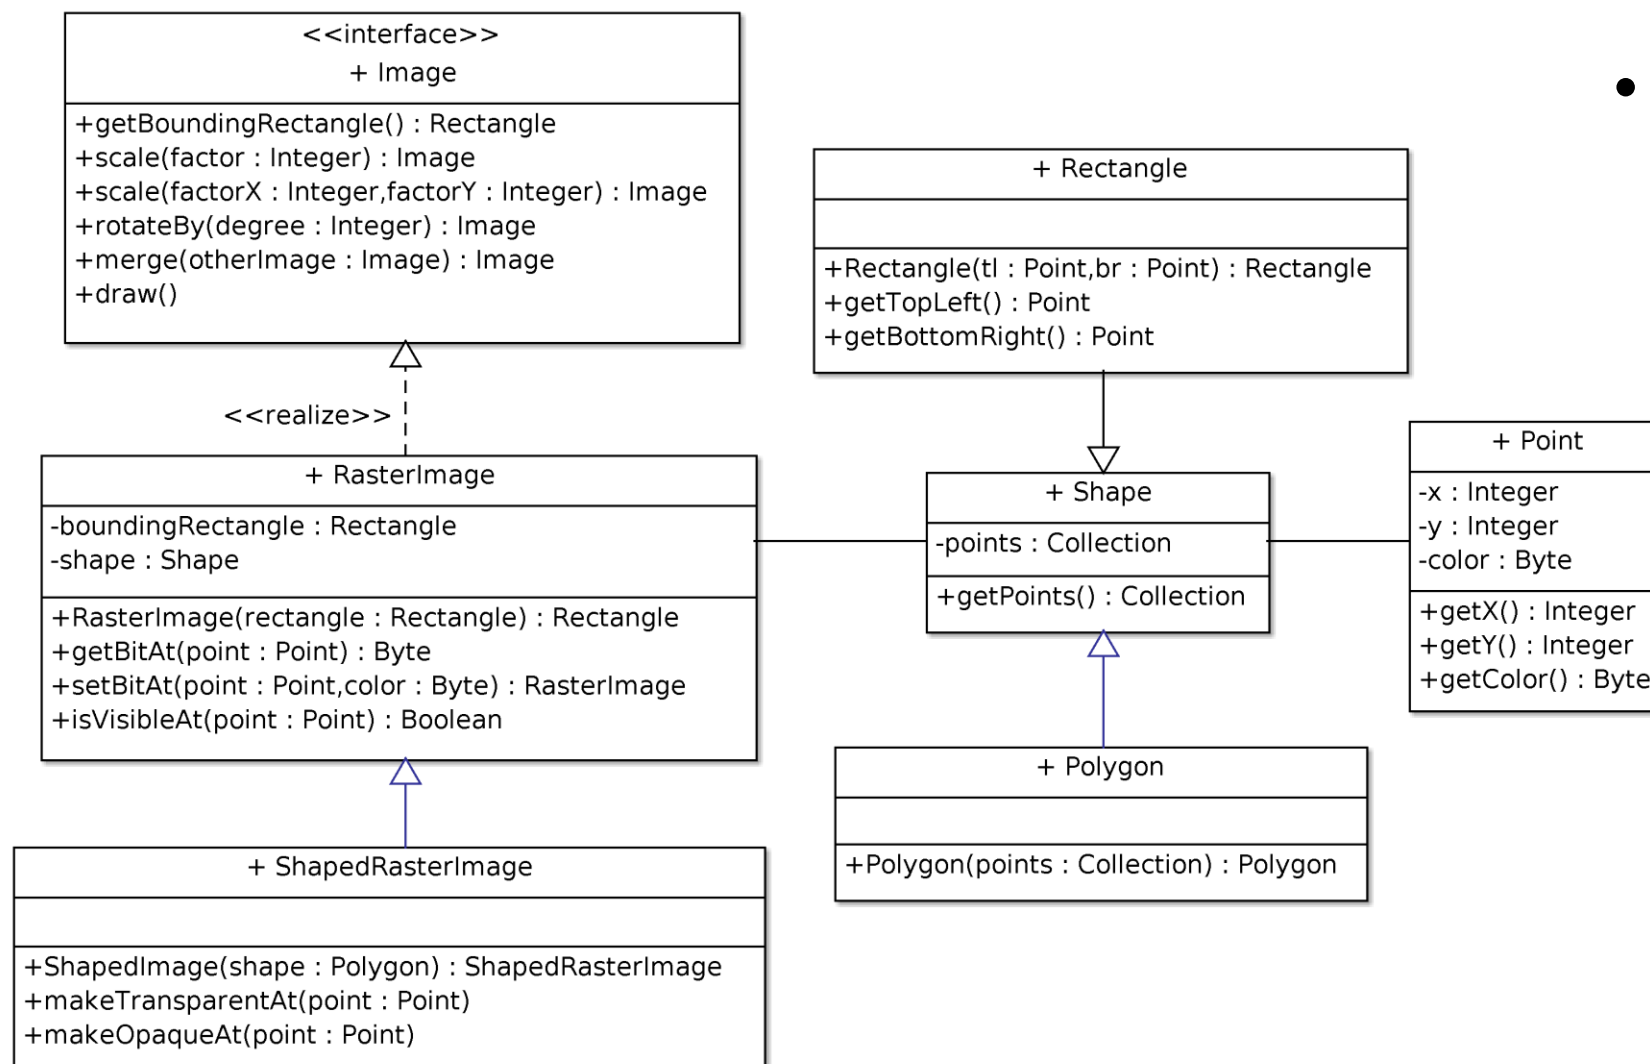 <<interface>>
+ Image
+getBoundingRectangle() : Rectangle
+scale(factor : Integer) : Image
+scale(factorX : Integer,factorY : Integer) : Image
+rotateBy(degree : Integer) : Image
+merge(otherImage : Image) : Image
+draw()
<<realize>>
+ RasterImage
-boundingRectangle : Rectangle
-shape : Shape
+RasterImage(rectangle : Rectangle) : Rectangle
+getBitAt(point : Point) : Byte
+setBitAt(point : Point,color : Byte) : RasterImage
+isVisibleAt(point : Point) : Boolean
+ ShapedRasterImage
+ShapedImage(shape : Polygon) : ShapedRasterImage
+makeTransparentAt(point : Point)
+makeOpaqueAt(point : Point)
+ Rectangle
+Rectangle(tl : Point,br : Point) : Rectangle
+getTopLeft() : Point
+getBottomRight() : Point
+ Shape
-points : Collection
+getPoints() : Collection
+ Polygon
+Polygon(points : Collection) : Polygon
+ Point
-x : Integer
-y : Integer
-color : Byte
+getX() : Integer
+getY() : Integer
+getColor() : Byte